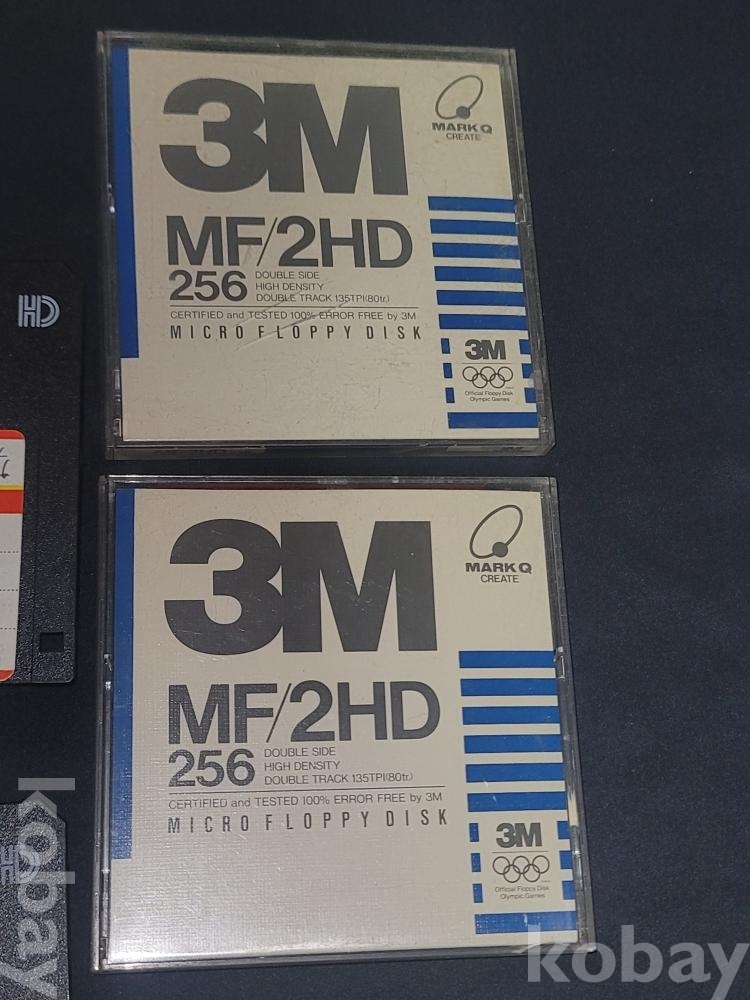 3M
MARK Q
CREATE
MF/2HD
256
DOUBLE SIDE
HIGH DENSITY
DOUBLE TRACK 135TPI(80tr.)
CERTIFIED and TESTED 100% ERROR FREE by 3M
MICRO FLOPPY DISK
3M
Official Floppy Disk
Olympic Games
3M
HD
3M
MARK Q
CREATE
MF/2HD
256
DOUBLE SIDE
HIGH DENSITY
DOUBLE TRACK 135TPI(80tr.)
CERTIFIED and TESTED 100% ERROR FREE by 3M
MICRO FLOPPY DISK
3M
Official Floppy Disk
Olympic Games
kobay
kobay